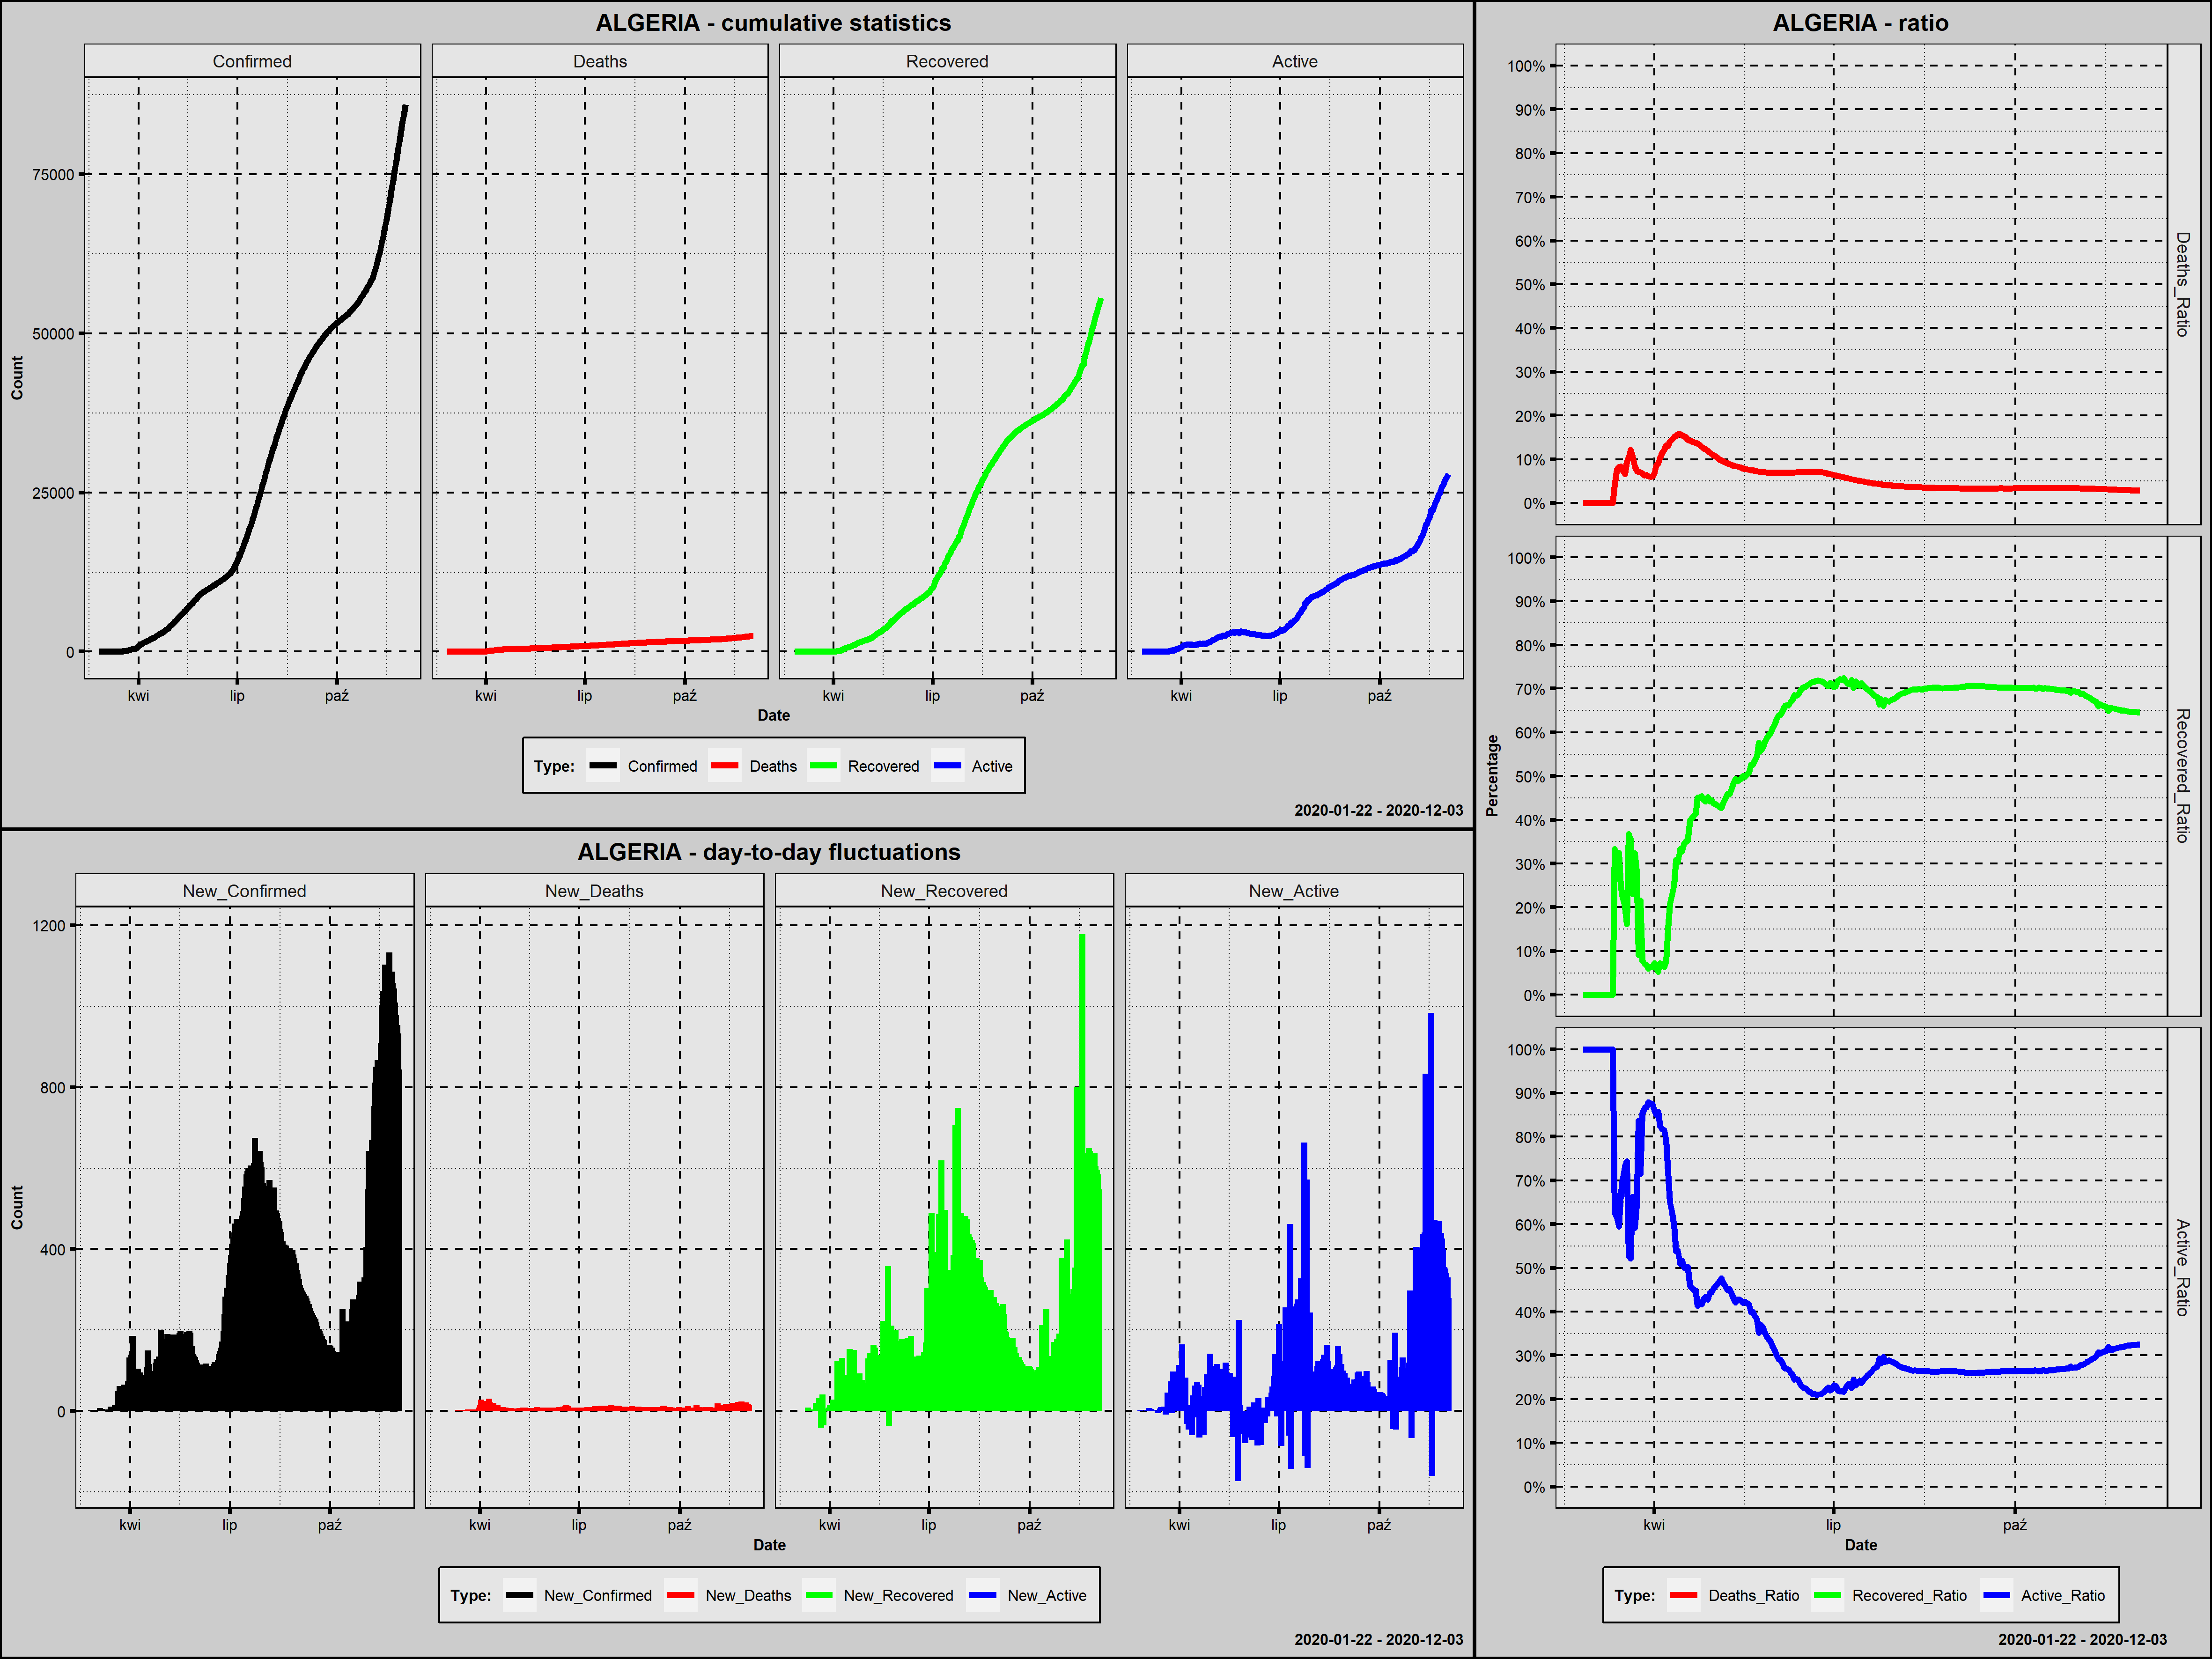 ALGERIA - cumulative statistics
Confirmed Deaths Recovered Active
Count
75000
50000
25000
0
kwi lip paź kwi lip paź kwi lip paź kwi lip paź
Date
Type: Confirmed Deaths Recovered Active
2020-01-22 - 2020-12-03
ALGERIA - day-to-day fluctuations
New_Confirmed New_Deaths New_Recovered New_Active
Count
1200
800
400
0
kwi lip paź kwi lip paź kwi lip paź kwi lip paź
Date
Type: New_Confirmed New_Deaths New_Recovered New_Active
2020-01-22 - 2020-12-03
ALGERIA - ratio
Percentage
100%
90%
80%
70%
60%
50%
40%
30%
20%
10%
0%
Deaths_Ratio
100%
90%
80%
70%
60%
50%
40%
30%
20%
10%
0%
Recovered_Ratio
100%
90%
80%
70%
60%
50%
40%
30%
20%
10%
0%
Active_Ratio
kwi lip paź
Date
Type: Deaths_Ratio Recovered_Ratio Active_Ratio
2020-01-22 - 2020-12-03